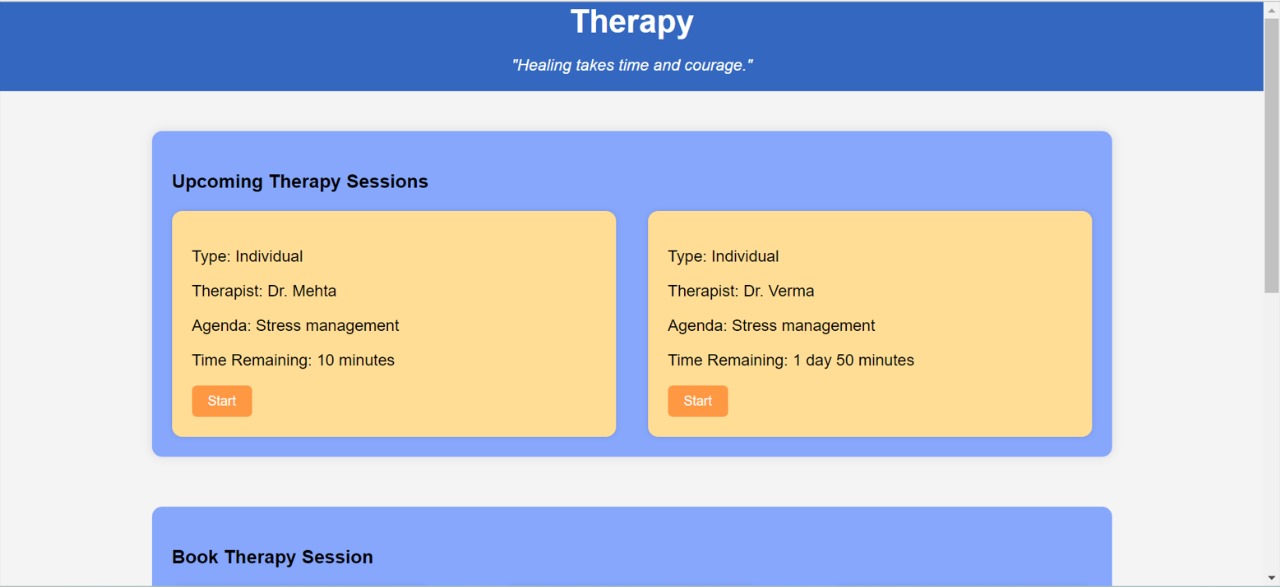 Therapy
"Healing takes time and courage."
Upcoming Therapy Sessions
Type: Individual
Therapist: Dr. Mehta
Agenda: Stress management
Time Remaining: 10 minutes
Start
Type: Individual
Therapist: Dr. Verma
Agenda: Stress management
Time Remaining: 1 day 50 minutes
Start
Book Therapy Session